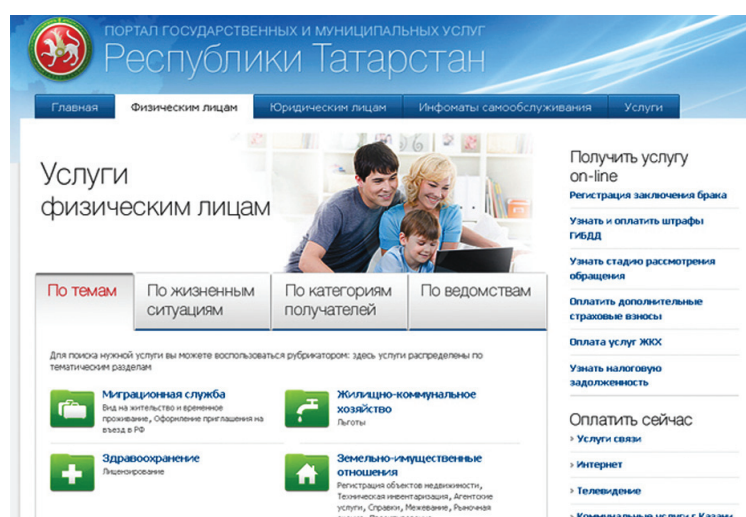 ПОРТАЛ ГОСУДАРСТВЕННЫХ И МУНИЦИПАЛЬНЫХ УСЛУГ
Республики Татарстан
Главная
Физическим лицам
Юридическим лицам
Инфоматы самообслуживания
Услуги
Услуги
физическим лицам
По темам
По жизненным
ситуациям
По категориям
получателей
По ведомствам
Для поиска нужной услуги вы можете воспользоваться рубрикатором: здесь услуги распределены по
тематическим разделам
Миграционная служба
Вид на жительство и временное
проживание, Оформление приглашения на
въезд в РФ
Жилищно-коммунальное
хозяйство
Льготы
Здравоохранение
Лицензирование
Земельно-имущественные
отношения
Регистрация объектов недвижимости,
Техническая инвентаризация, Агентские
услуги, Справки, Межевание, Рыночная
Получить услугу
on-line
Регистрация заключения брака
Узнать и оплатить штрафы
ГИБДД
Узнать стадию рассмотрения
обращения
Оплатить дополнительные
страховые взносы
Оплата услуг ЖКХ
Узнать налоговую
задолженность
Оплатить сейчас
› Услуги связи
› Интернет
› Телевидение
› Коммунальные услуги г.Казани